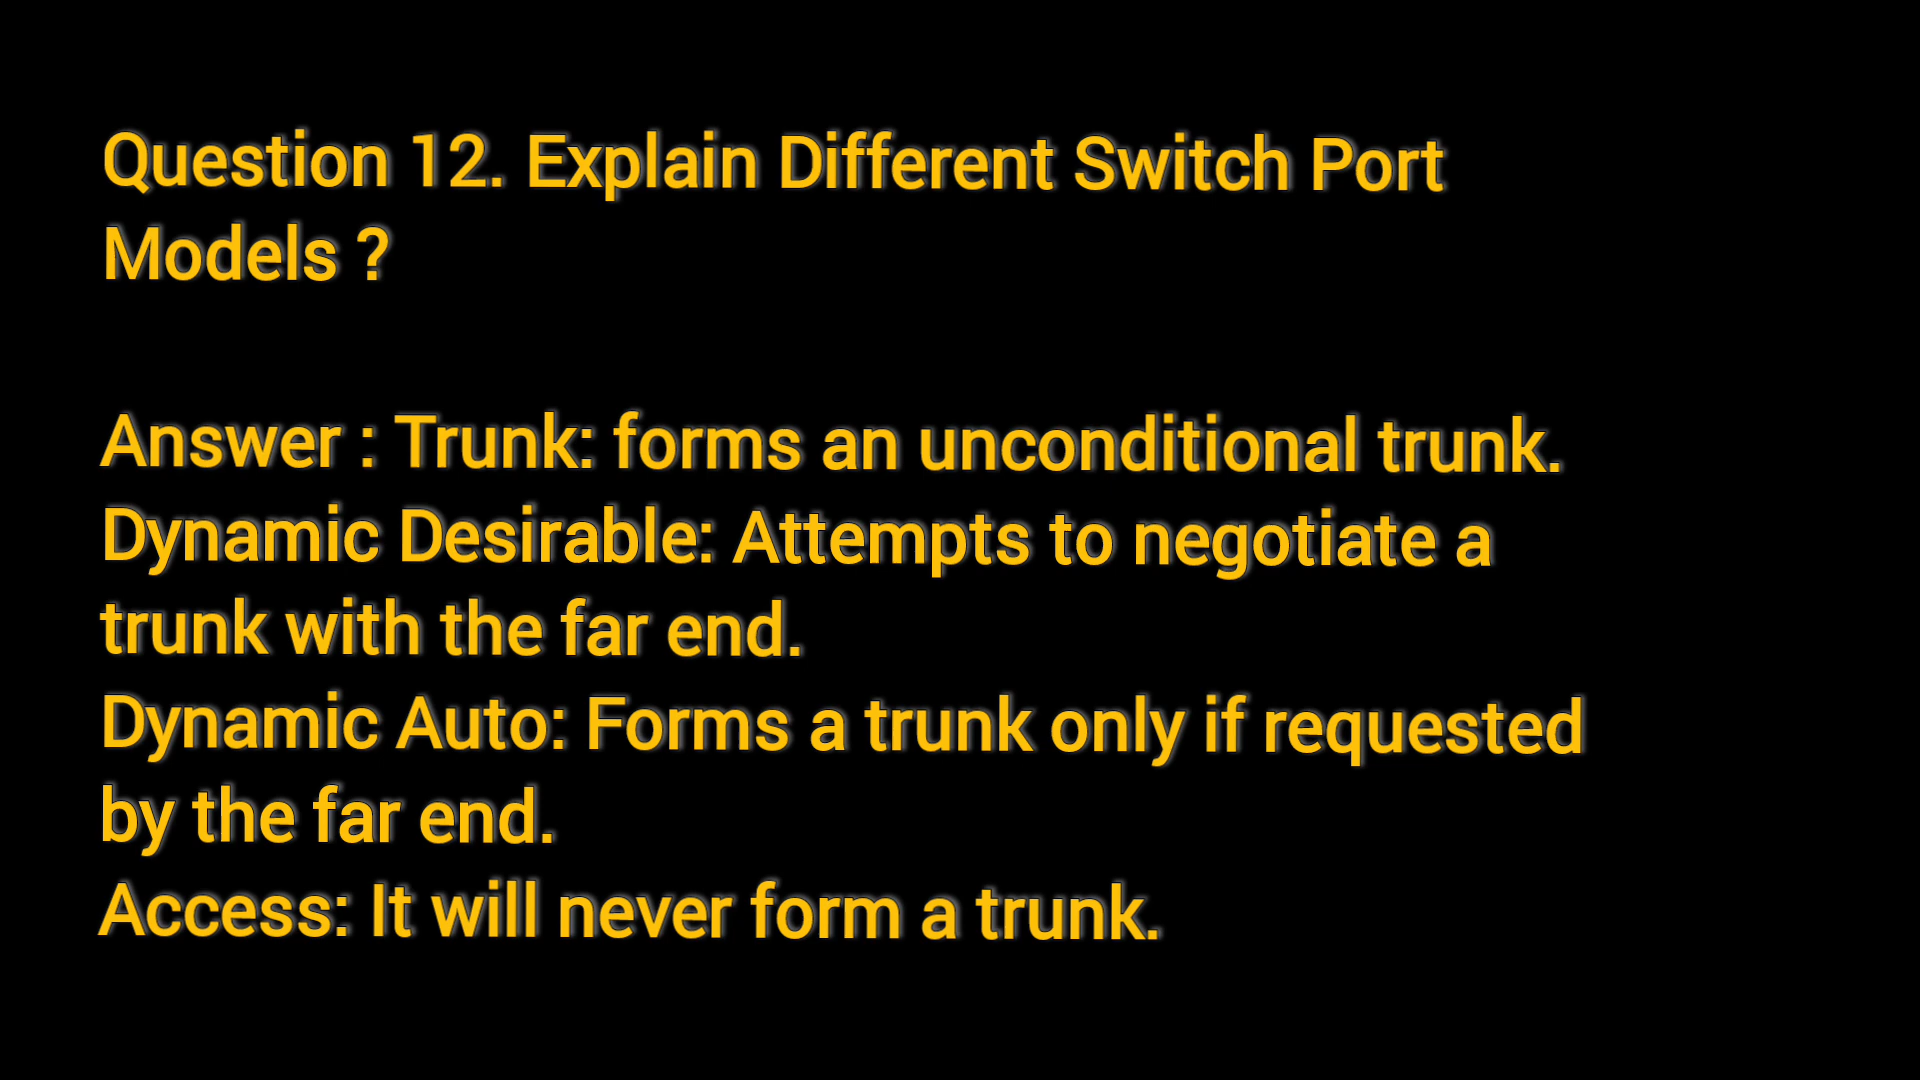 Question 12. Explain Different Switch Port
Models ?
Answer : Trunk: forms an unconditional trunk.
Dynamic Desirable: Attempts to negotiate a
trunk with the far end.
Dynamic Auto: Forms a trunk only if requested
by the far end.
Access: It will never form a trunk.